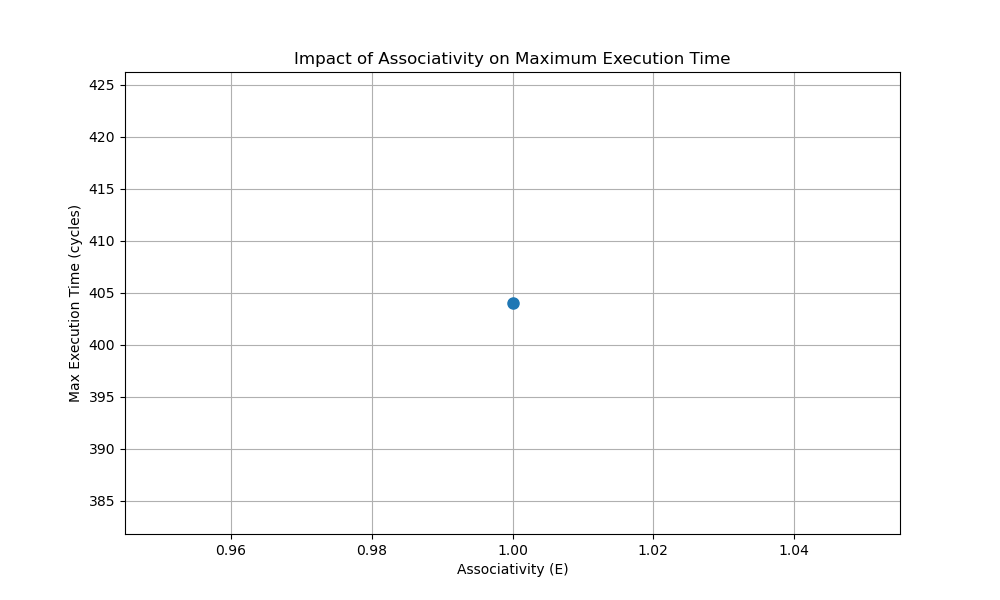 Impact of Associativity on Maximum Execution Time
425
420
415
410
405
400
395
390
385
Max Execution Time (cycles)
0.96 0.98 1.00 1.02 1.04
Associativity (E)